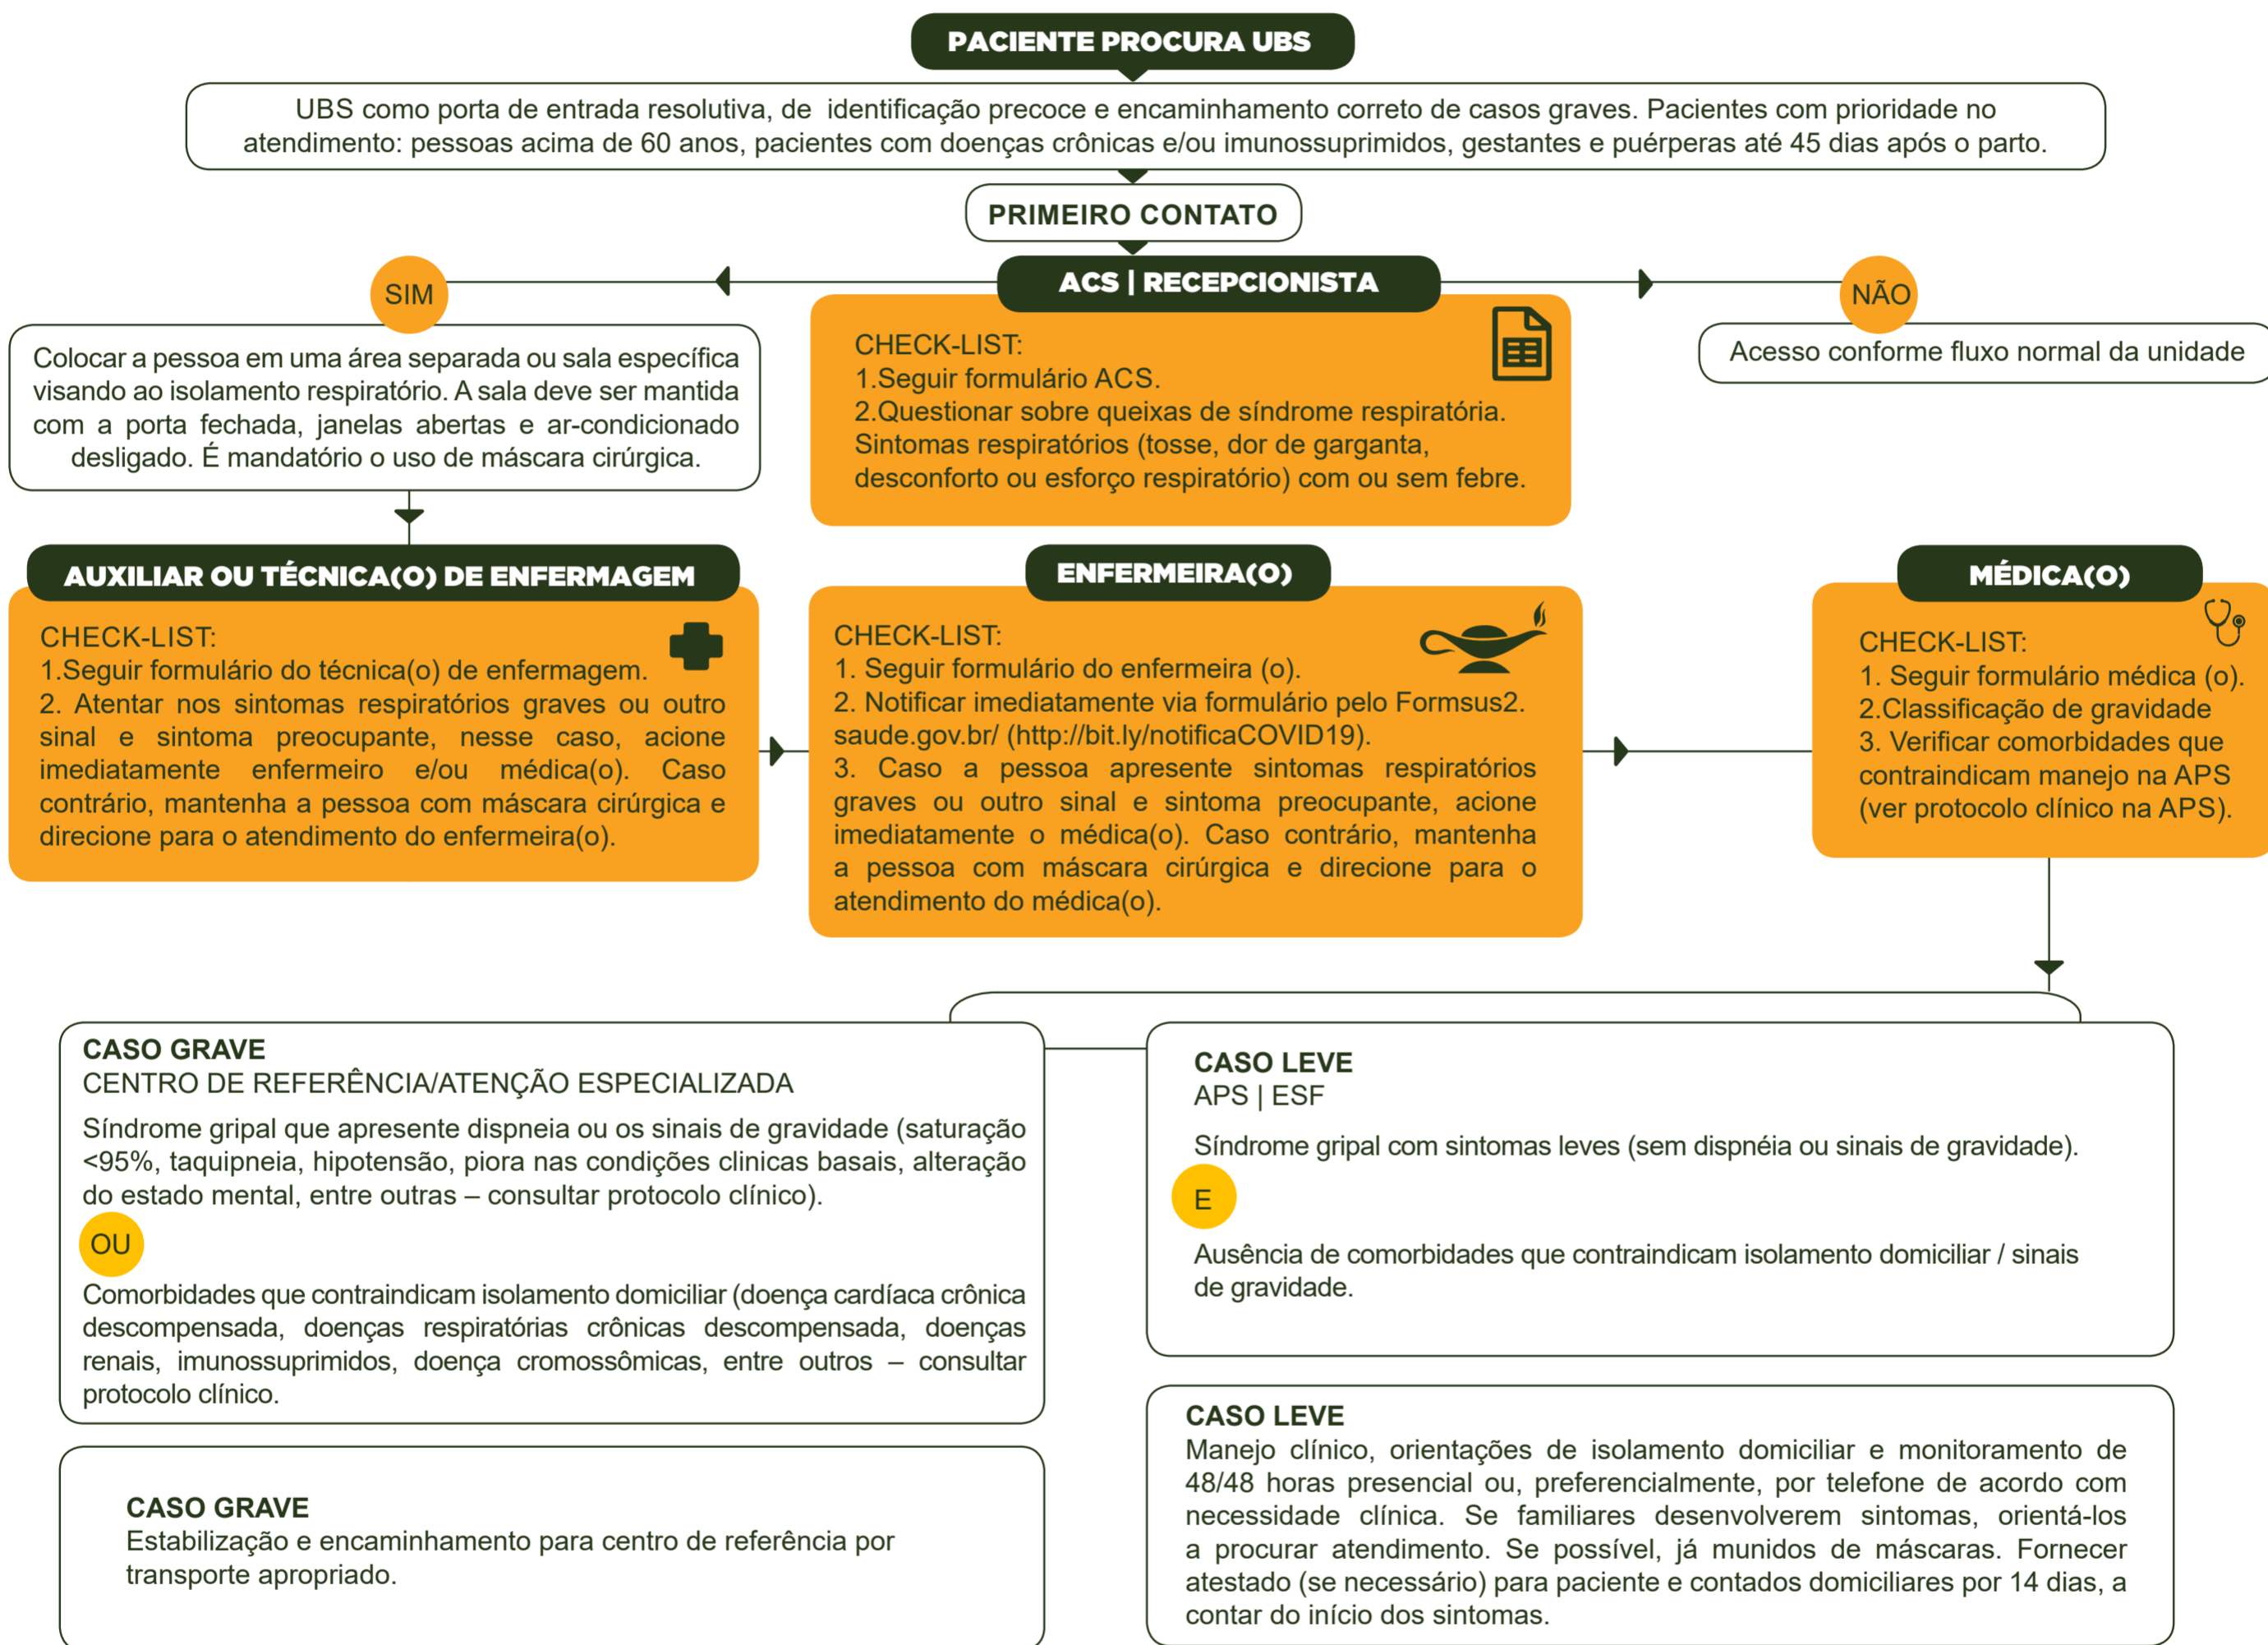 PACIENTE PROCURA UBS
UBS como porta de entrada resolutiva, de identificação precoce e encaminhamento correto de casos graves. Pacientes com prioridade no
atendimento: pessoas acima de 60 anos, pacientes com doenças crônicas e/ou imunossuprimidos, gestantes e puérperas até 45 dias após o parto.
PRIMEIRO CONTATO
ACS | RECEPCIONISTA
CHECK-LIST:
1.Seguir formulário ACS.
2.Questionar sobre queixas de síndrome respiratória.
Sintomas respiratórios (tosse, dor de garganta,
desconforto ou esforço respiratório) com ou sem febre.
SIM
Colocar a pessoa em uma área separada ou sala específica
visando ao isolamento respiratório. A sala deve ser mantida
com a porta fechada, janelas abertas e ar-condicionado
desligado. É mandatório o uso de máscara cirúrgica.
NÃO
Acesso conforme fluxo normal da unidade
AUXILIAR OU TÉCNICA(O) DE ENFERMAGEM
CHECK-LIST:
1.Seguir formulário do técnica(o) de enfermagem.
2. Atentar nos sintomas respiratórios graves ou outro
sinal e sintoma preocupante, nesse caso, acione
imediatamente enfermeiro e/ou médica(o). Caso
contrário, mantenha a pessoa com máscara cirúrgica e
direcione para o atendimento do enfermeira(o).
ENFERMEIRA(O)
CHECK-LIST:
1. Seguir formulário do enfermeira (o).
2. Notificar imediatamente via formulário pelo Formsus2.
saude.gov.br/ (http://bit.ly/notificaCOVID19).
3. Caso a pessoa apresente sintomas respiratórios
graves ou outro sinal e sintoma preocupante, acione
imediatamente o médica(o). Caso contrário, mantenha
a pessoa com máscara cirúrgica e direcione para o
atendimento do médica(o).
MÉDICA(O)
CHECK-LIST:
1. Seguir formulário médica (o).
2.Classificação de gravidade
3. Verificar comorbidades que
contraindicam manejo na APS
(ver protocolo clínico na APS).
CASO GRAVE
CENTRO DE REFERÊNCIA/ATENÇÃO ESPECIALIZADA
Síndrome gripal que apresente dispneia ou os sinais de gravidade (saturação
<95%, taquipneia, hipotensão, piora nas condições clinicas basais, alteração
do estado mental, entre outras – consultar protocolo clínico).
OU
Comorbidades que contraindicam isolamento domiciliar (doença cardíaca crônica
descompensada, doenças respiratórias crônicas descompensada, doenças
renais, imunossuprimidos, doença cromossômicas, entre outros – consultar
protocolo clínico.
CASO GRAVE
Estabilização e encaminhamento para centro de referência por
transporte apropriado.
CASO LEVE
APS | ESF
Síndrome gripal com sintomas leves (sem dispnéia ou sinais de gravidade).
E
Ausência de comorbidades que contraindicam isolamento domiciliar / sinais
de gravidade.
CASO LEVE
Manejo clínico, orientações de isolamento domiciliar e monitoramento de
48/48 horas presencial ou, preferencialmente, por telefone de acordo com
necessidade clínica. Se familiares desenvolverem sintomas, orientá-los
a procurar atendimento. Se possível, já munidos de máscaras. Fornecer
atestado (se necessário) para paciente e contados domiciliares por 14 dias, a
contar do início dos sintomas.